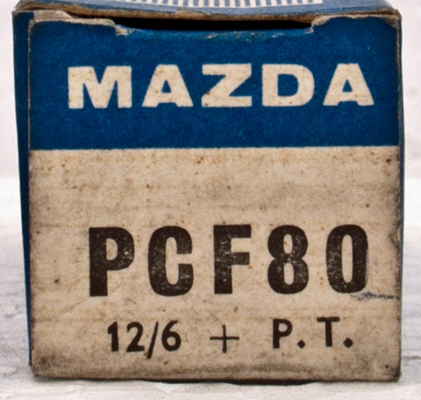 MAZDA
PCF80
12/6 + P.T.